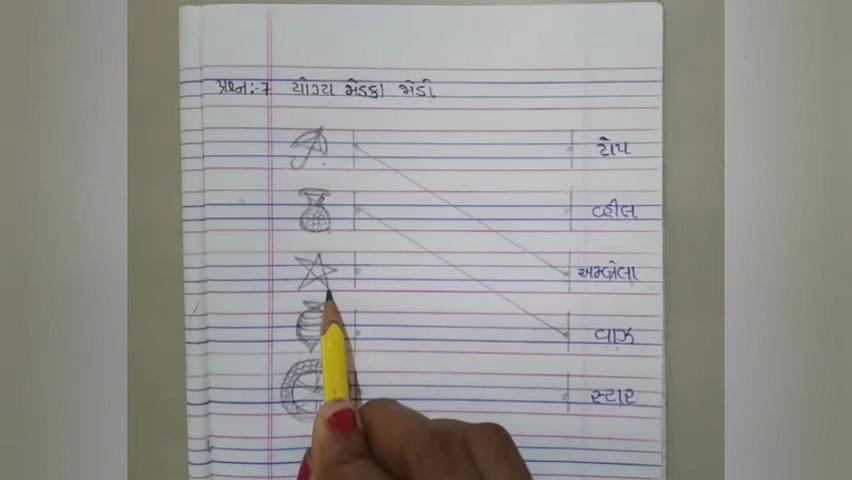 પ્રશ્ન:-7 યોગ્ય જોડકા જોડો
ટોપ
વ્હીલ
અમ્બ્રેલા
વાઝ
સ્ટાર